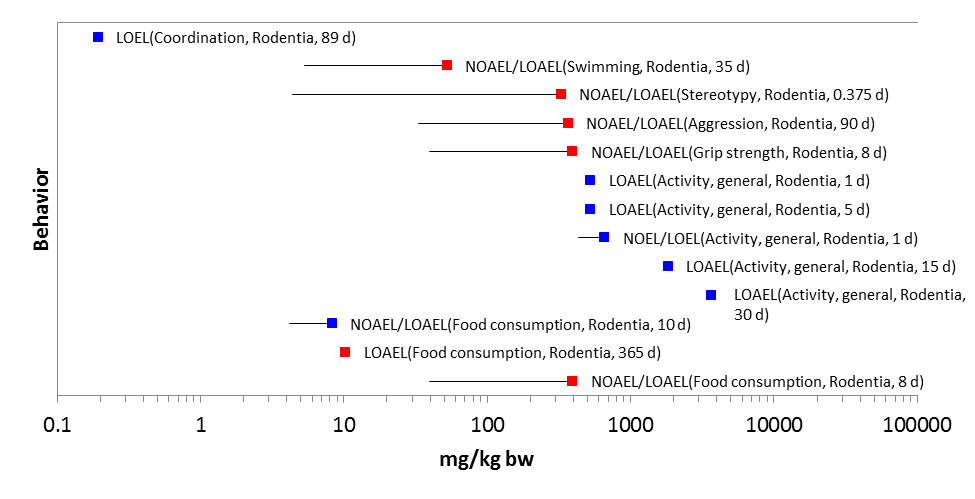 LOEL(Coordination, Rodentia, 89 d)
NOAEL/LOAEL(Swimming, Rodentia, 35 d)
NOAEL/LOAEL(Stereotypy, Rodentia, 0.375 d)
NOAEL/LOAEL(Aggression, Rodentia, 90 d)
NOAEL/LOAEL(Grip strength, Rodentia, 8 d)
LOAEL(Activity, general, Rodentia, 1 d)
LOAEL(Activity, general, Rodentia, 5 d)
NOEL/LOEL(Activity, general, Rodentia, 1 d)
LOAEL(Activity, general, Rodentia, 15 d)
LOAEL(Activity, general, Rodentia,
30 d)
NOAEL/LOAEL(Food consumption, Rodentia, 10 d)
LOAEL(Food consumption, Rodentia, 365 d)
NOAEL/LOAEL(Food consumption, Rodentia, 8 d)
Behavior
0.1 1 10 100 1000 10000 100000
mg/kg bw